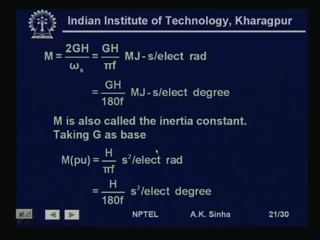 Indian Institute of Technology, Kharagpur
M = 2GH/ωs = GH/πf MJ-s/elect rad
= GH/180f MJ-s/elect degree
M is also called the inertia constant.
Taking G as base
M(pu) = H/πf s²/elect rad
= H/180f s²/elect degree
NPTEL A.K. Sinha 21/30